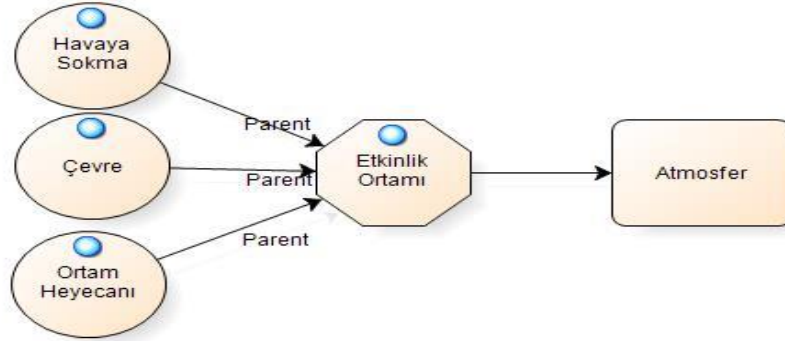 Havaya
Sokma
Parent
Çevre
Parent
Etkinlik
Ortamı
Atmosfer
Parent
Ortam
Heyecanı